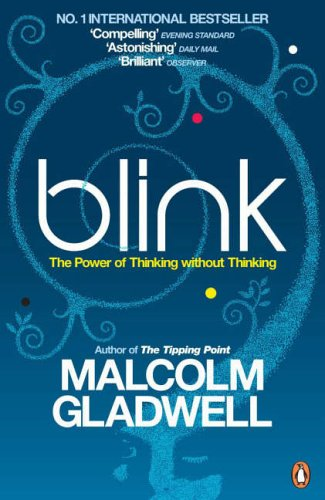 NO. 1 INTERNATIONAL BESTSELLER
'Compelling' EVENING STANDARD
'Astonishing' DAILY MAIL
'Brilliant' OBSERVER
blink
The Power of Thinking without Thinking
Author of The Tipping Point
MALCOLM
GLADWELL